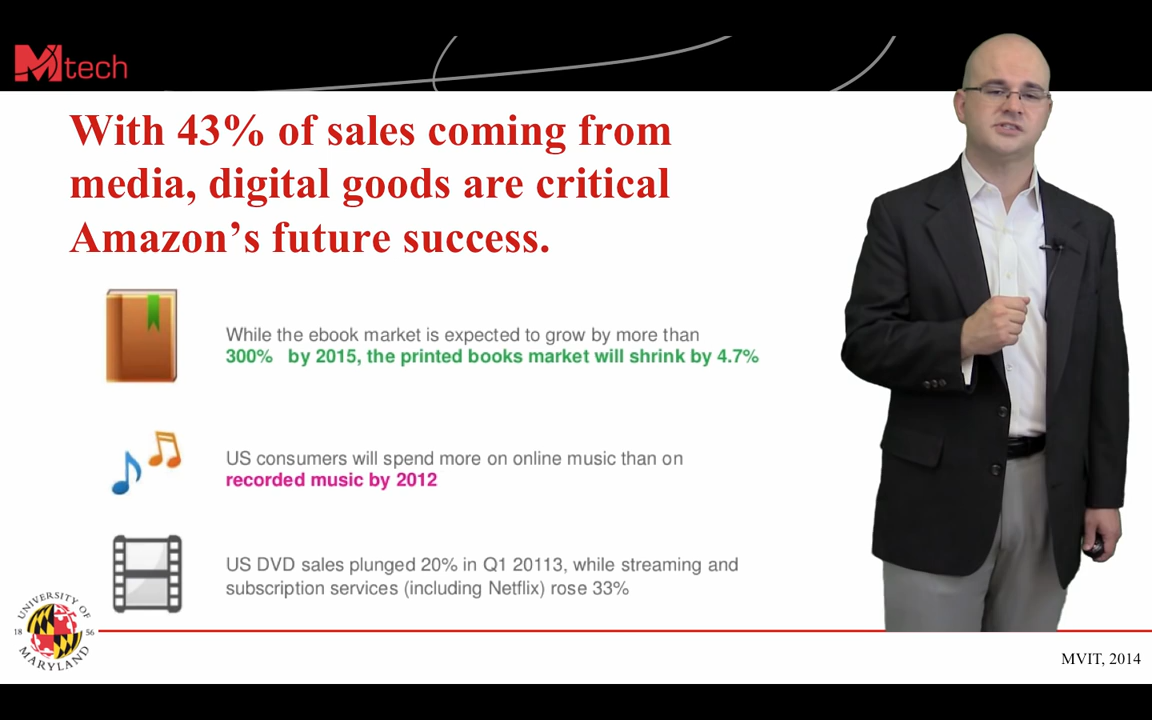 Mtech
With 43% of sales coming from
media, digital goods are critical
Amazon’s future success.
While the ebook market is expected to grow by more than
300% by 2015, the printed books market will shrink by 4.7%
US consumers will spend more on online music than on
recorded music by 2012
US DVD sales plunged 20% in Q1 20113, while streaming and
subscription services (including Netflix) rose 33%
UNIVERSITY OF
18 56
MARYLAND
MVIT, 2014